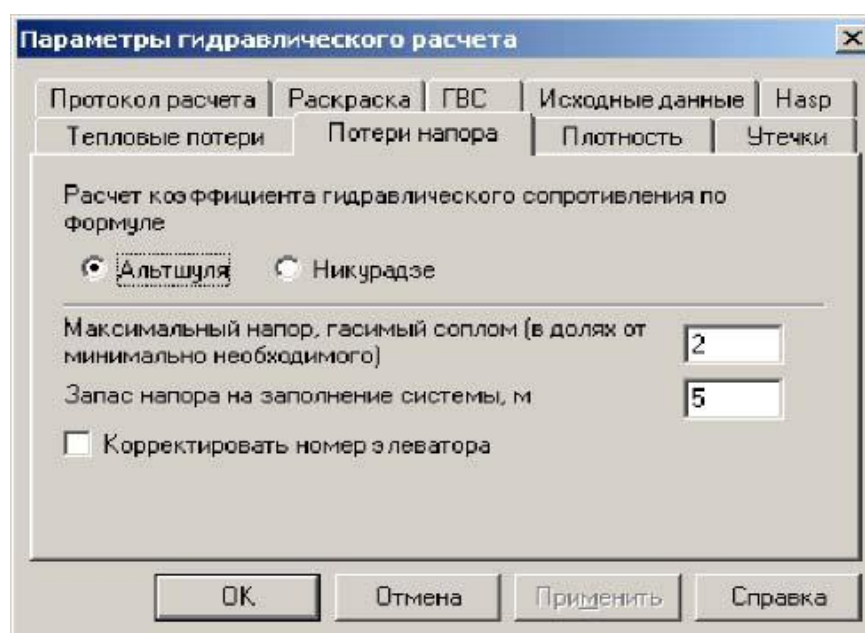 Параметры гидравлического расчета
Протокол расчета Раскраска ГВС Исходные данные Hasp
Тепловые потери Потери напора Плотность Утечки
Расчет коэффициента гидравлического сопротивления по
формуле
Альтшуля Никурадзе
Максимальный напор, гасимый соплом (в долях от
минимально необходимого)
2
Запас напора на заполнение системы, м
5
Корректировать номер элеватора
OK Отмена Применить Справка